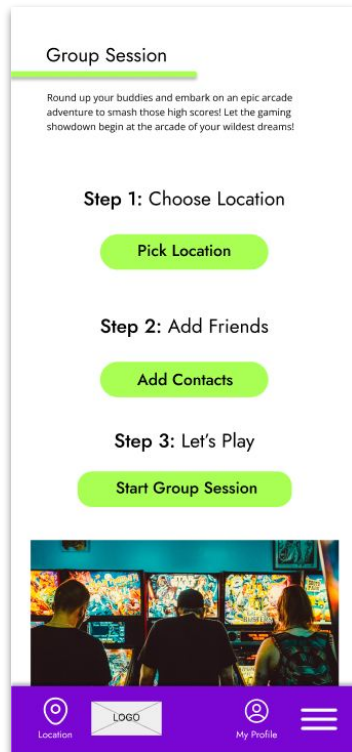 Group Session
Round up your buddies and embark on an epic arcade
adventure to smash those high scores! Let the gaming
showdown begin at the arcade of your wildest dreams!
Step 1: Choose Location
Pick Location
Step 2: Add Friends
Add Contacts
Step 3: Let's Play
Start Group Session
Location
LOGO
My Profile